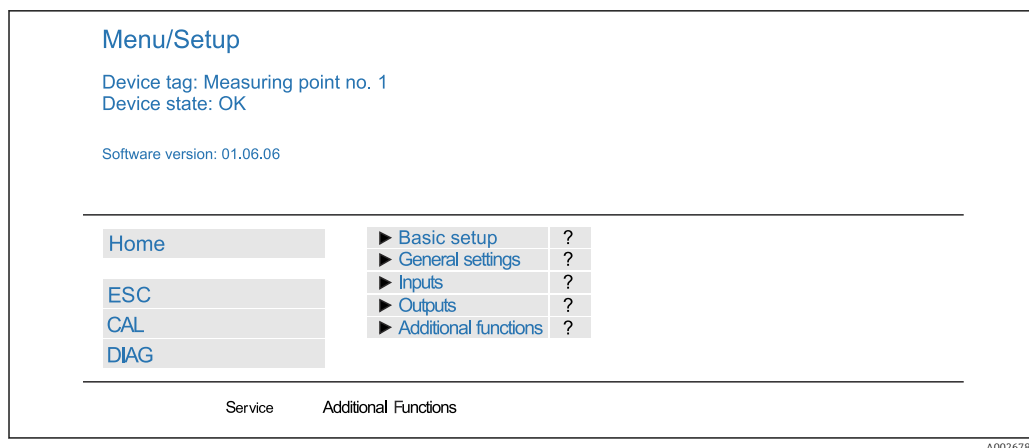 Menu/Setup
Device tag: Measuring point no. 1
Device state: OK
Software version: 01.06.06
Home
ESC
CAL
DIAG
► Basic setup ?
► General settings ?
► Inputs ?
► Outputs ?
► Additional functions ?
Service Additional Functions